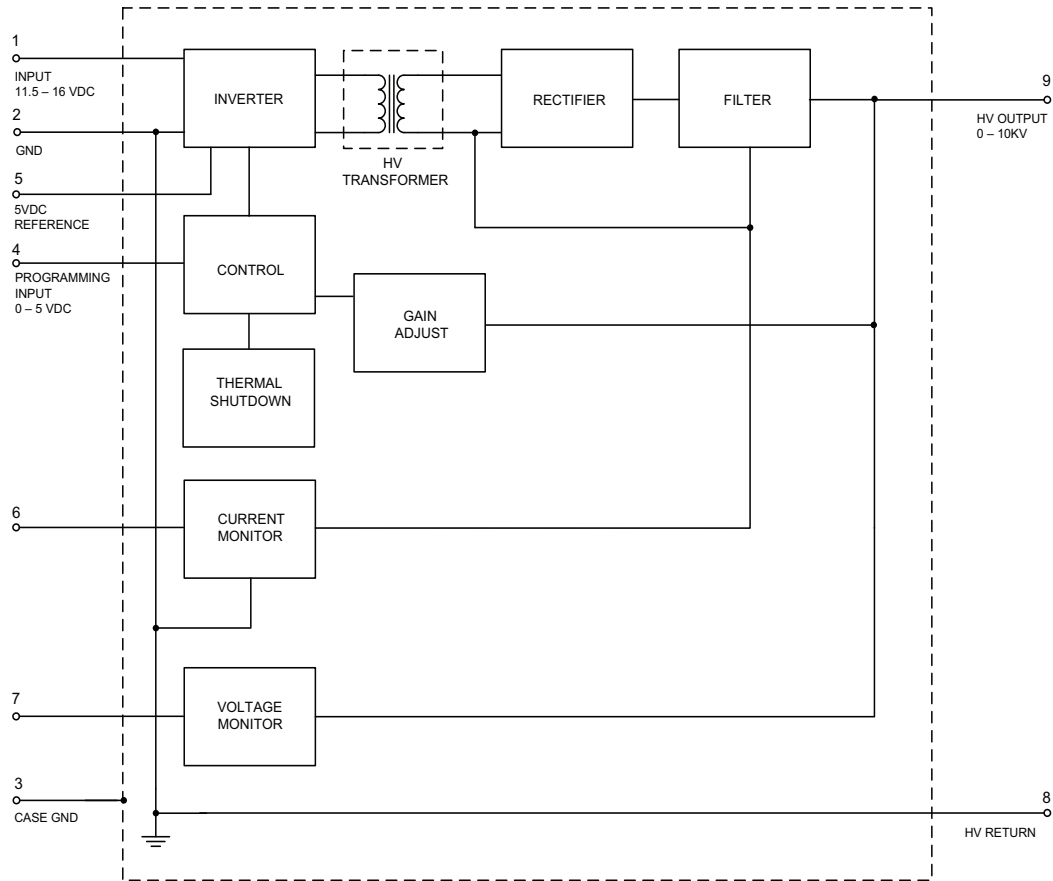 1
INPUT
11.5 – 16 VDC
2
GND
5
5VDC
REFERENCE
4
PROGRAMMING
INPUT
0 – 5 VDC
6
7
3
CASE GND
INVERTER
HV
TRANSFORMER
RECTIFIER
FILTER
CONTROL
GAIN
ADJUST
THERMAL
SHUTDOWN
CURRENT
MONITOR
VOLTAGE
MONITOR
9
HV OUTPUT
0 – 10KV
8
HV RETURN